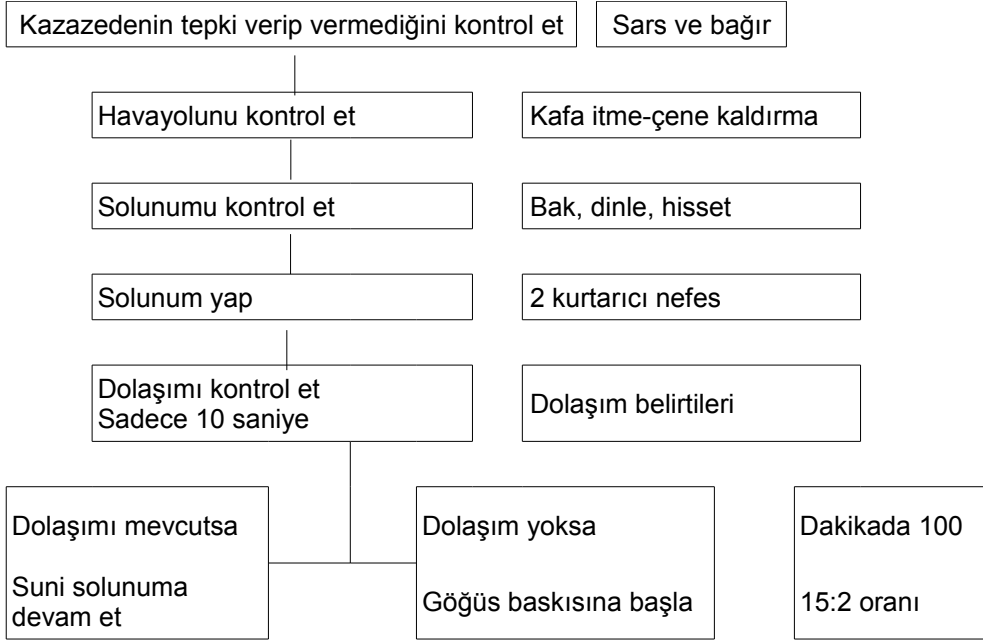 Kazazedenin tepki verip vermediğini kontrol et
Sars ve bağır
Havayolunu kontrol et
Kafa itme-çene kaldırma
Solunumu kontrol et
Bak, dinle, hisset
Solunum yap
2 kurtarıcı nefes
Dolaşımı kontrol et
Sadece 10 saniye
Dolaşım belirtileri
Dolaşımı mevcutsa
Suni solunuma
devam et
Dolaşım yoksa
Göğüs baskısına başla
Dakikada 100
15:2 oranı